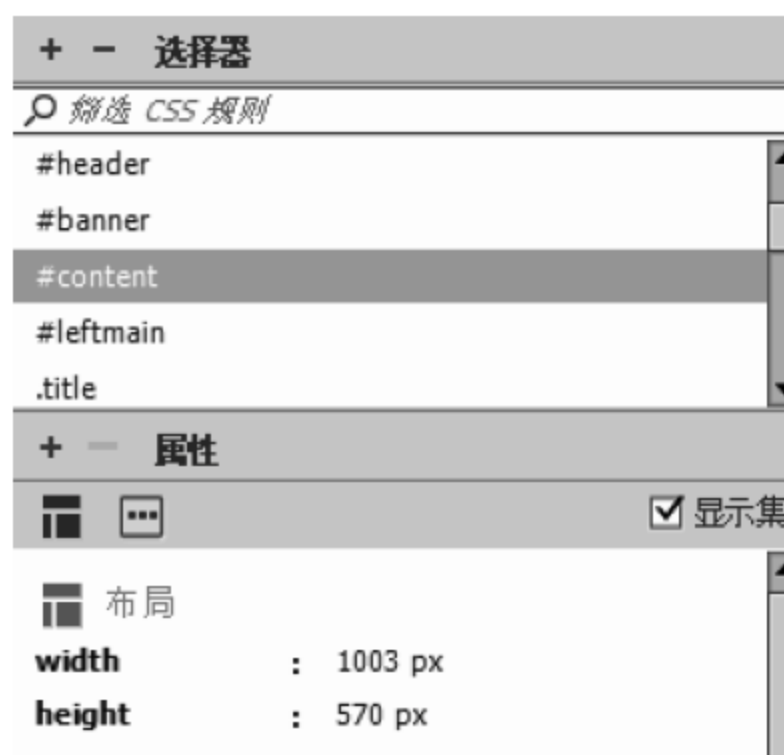 + − 选择器
筛选 CSS 规则
#header
#banner
#content
#leftmain
.title
+ − 属性
显示集
布局
width : 1003 px
height : 570 px